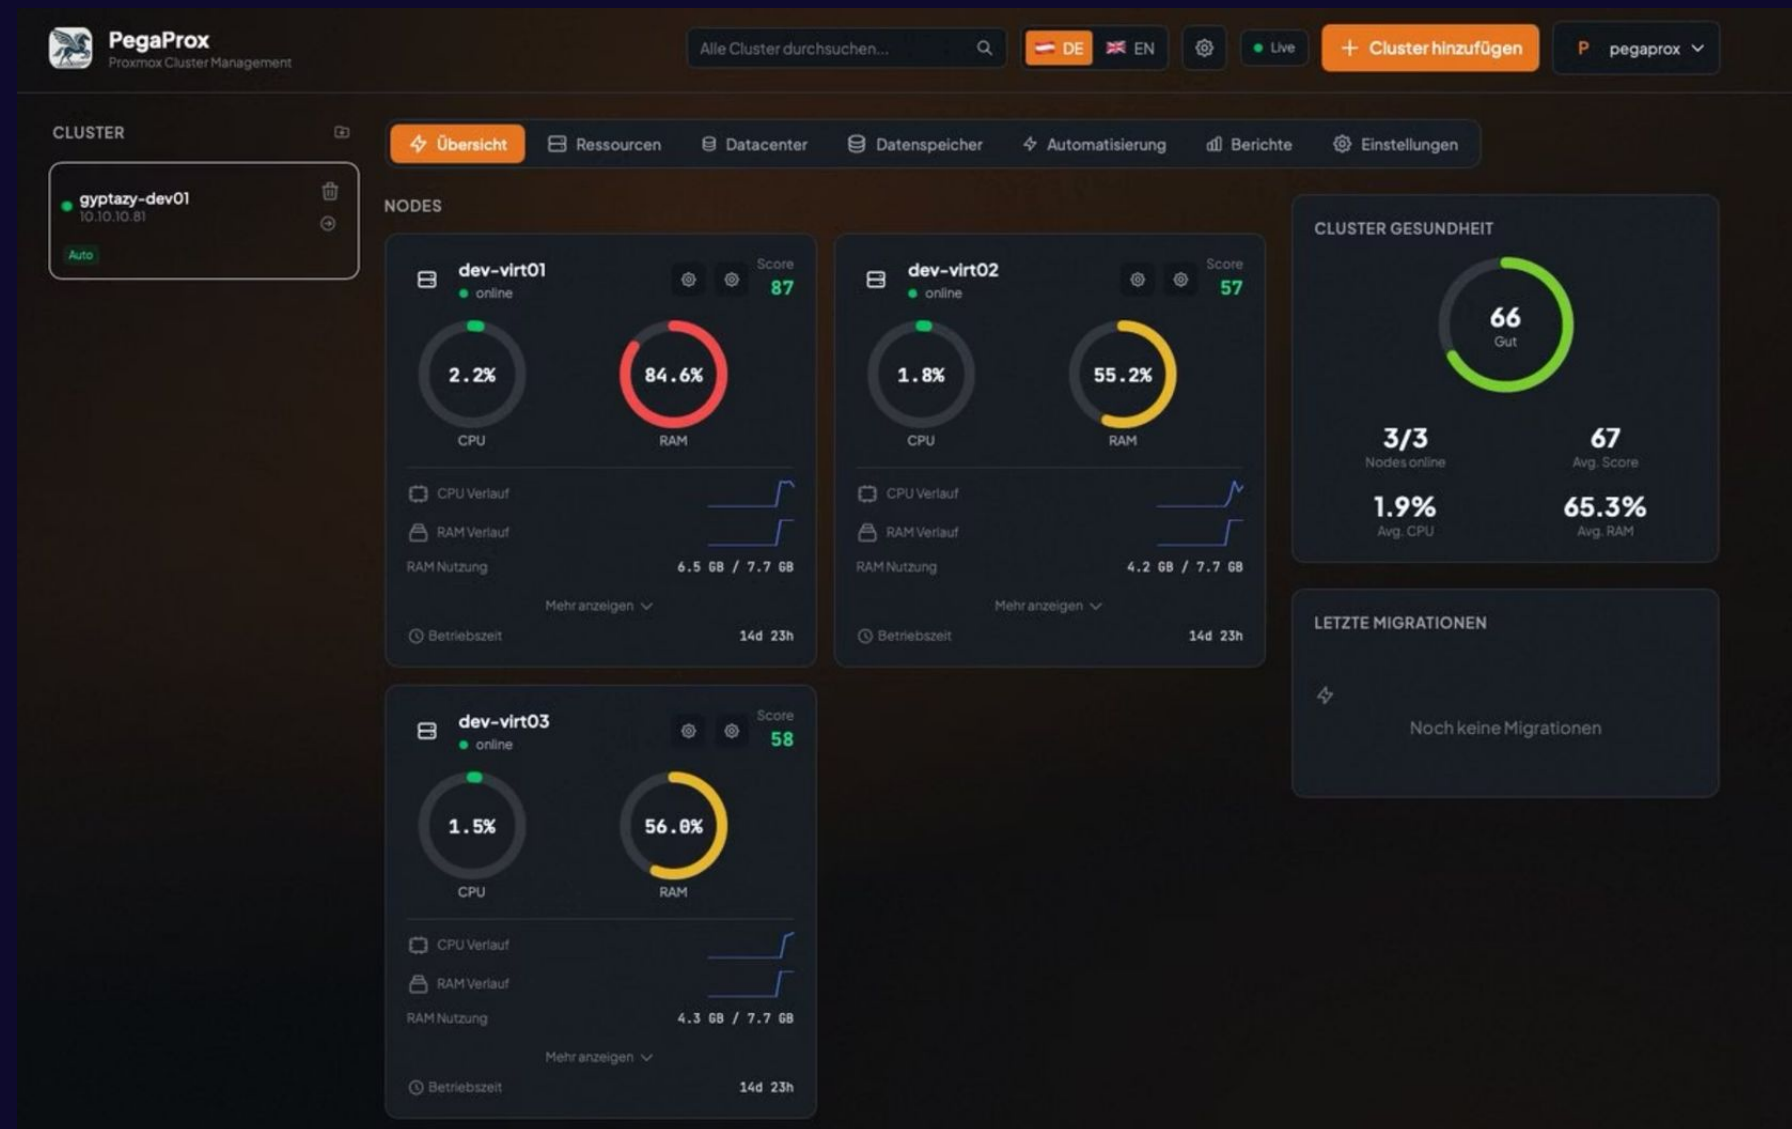 PegaProx
Proxmox Cluster Management
Alle Cluster durchsuchen...
DE
EN
Live
+ Cluster hinzufügen
P pegaprox
CLUSTER
gyptazy-dev01
10.10.10.81
Auto
Übersicht
Ressourcen
Datacenter
Datenspeicher
Automatisierung
Berichte
Einstellungen
NODES
dev-virt01
online
Score
87
2.2%
CPU
84.6%
RAM
CPU Verlauf
RAM Verlauf
RAM Nutzung 6.5 GB / 7.7 GB
Mehr anzeigen
Betriebszeit 14d 23h
dev-virt02
online
Score
57
1.8%
CPU
55.2%
RAM
CPU Verlauf
RAM Verlauf
RAM Nutzung 4.2 GB / 7.7 GB
Mehr anzeigen
Betriebszeit 14d 23h
dev-virt03
online
Score
58
1.5%
CPU
56.0%
RAM
CPU Verlauf
RAM Verlauf
RAM Nutzung 4.3 GB / 7.7 GB
Mehr anzeigen
Betriebszeit 14d 23h
CLUSTER GESUNDHEIT
66
Gut
3/3
Nodes online
67
Avg. Score
1.9%
Avg. CPU
65.3%
Avg. RAM
LETZTE MIGRATIONEN
Noch keine Migrationen